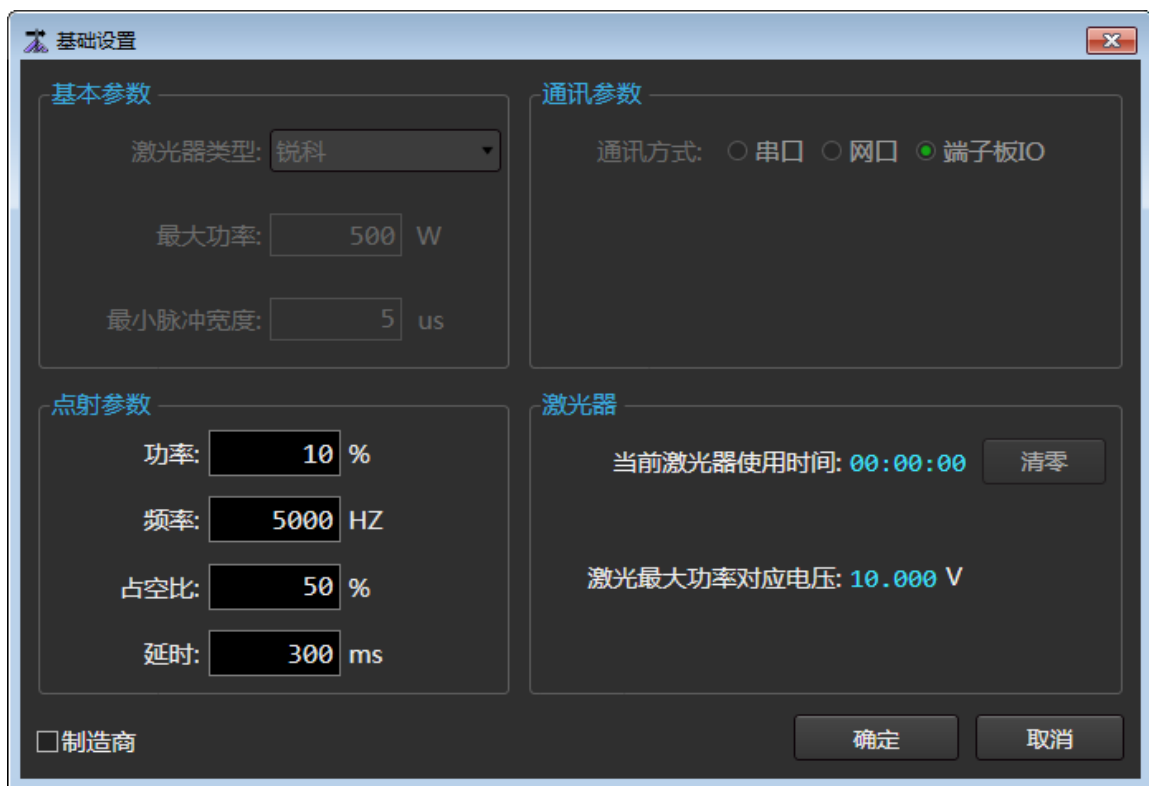 基础设置
基本参数
激光器类型: 锐科
最大功率: 500 W
最小脉冲宽度: 5 us
通讯参数
通讯方式: 串口 网口 端子板IO
点射参数
功率: 10 %
频率: 5000 HZ
占空比: 50 %
延时: 300 ms
激光器
当前激光器使用时间: 00:00:00 清零
激光最大功率对应电压: 10.000 V
制造商
确定 取消